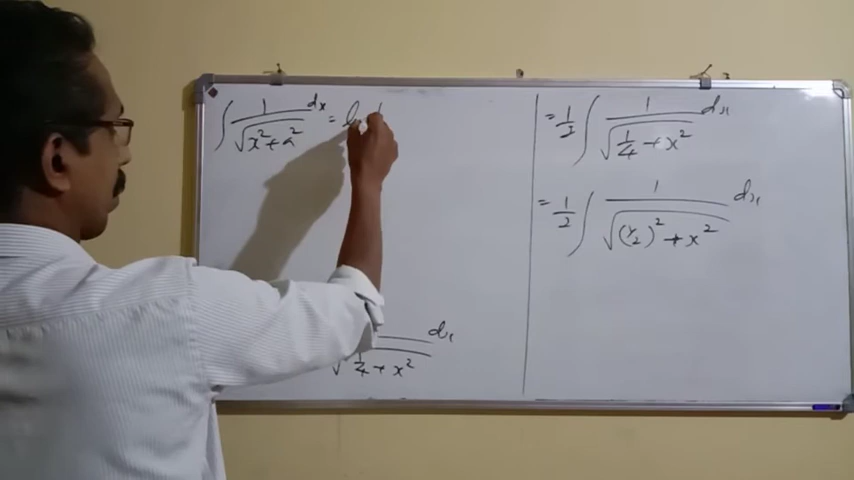 ∫ 1/√(x² + a²) dx = l
1/√(1/4 + x²) dx
= 1/2 ∫ 1/√(1/4 + x²) dx
= 1/2 ∫ 1/√((1/2)² + x²) dx